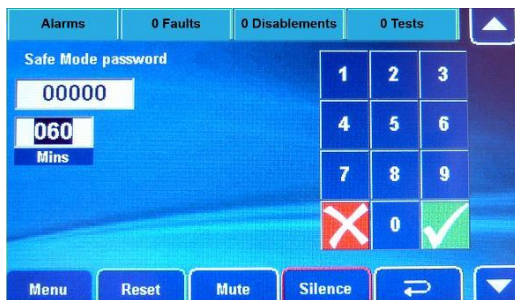 Alarms 0 Faults 0 Disablements 0 Tests
Safe Mode password
00000
060
Mins
1 2 3
4 5 6
7 8 9
0
Menu Reset Mute Silence